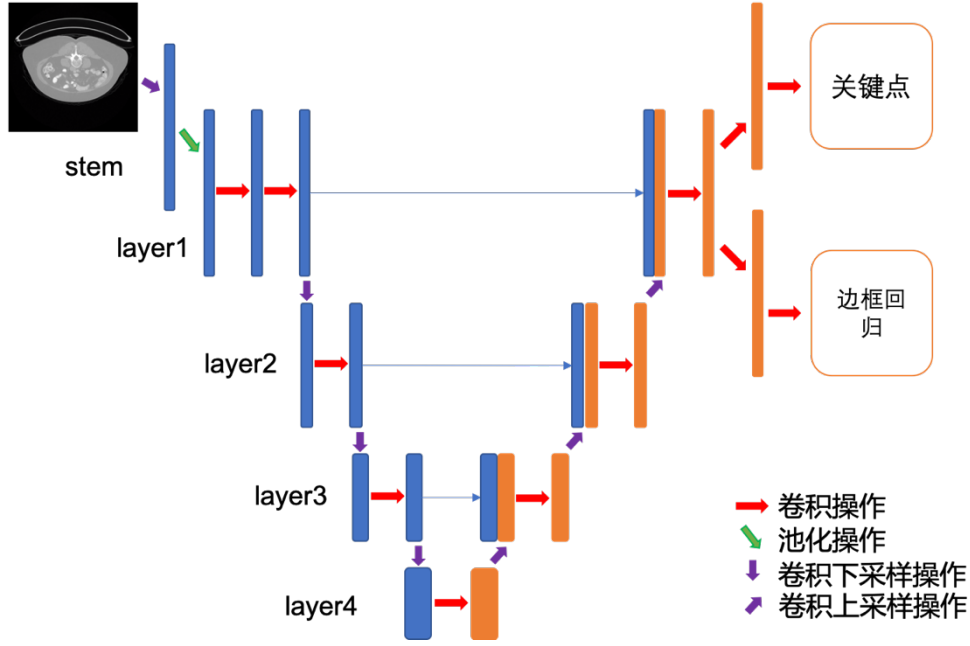 stem
layer1
layer2
layer3
layer4
关键点
边框回
归
卷积操作
池化操作
卷积下采样操作
卷积上采样操作